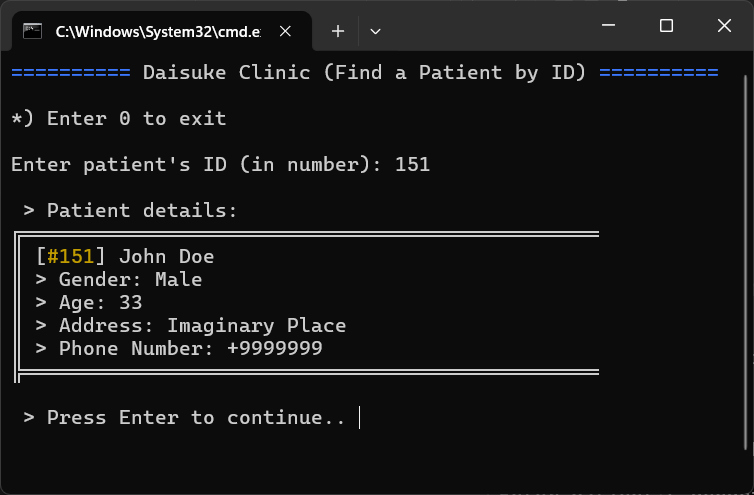 C:\Windows\System32\cmd.e
========== Daisuke Clinic (Find a Patient by ID) ==========
*) Enter 0 to exit
Enter patient's ID (in number): 151
> Patient details:
[#151] John Doe
> Gender: Male
> Age: 33
> Address: Imaginary Place
> Phone Number: +9999999
> Press Enter to continue..